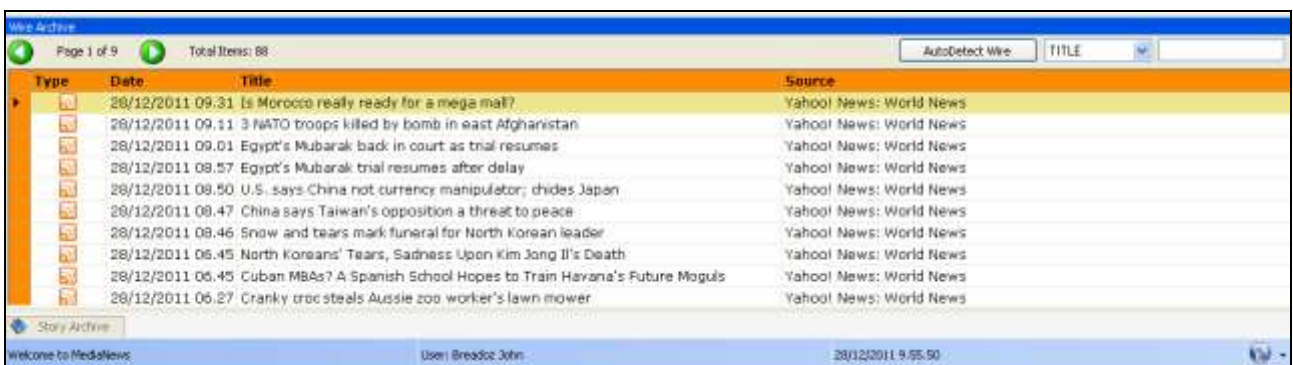 Wire Archive
Page 1 of 9 Total Items: 88 AutoDetect Wire TITLE
Type Date Title Source
28/12/2011 09.31 Is Morocco really ready for a mega mall? Yahoo! News: World News
28/12/2011 09.11 3 NATO troops killed by bomb in east Afghanistan Yahoo! News: World News
28/12/2011 09.01 Egypt's Mubarak back in court as trial resumes Yahoo! News: World News
28/12/2011 08.57 Egypt's Mubarak trial resumes after delay Yahoo! News: World News
28/12/2011 08.50 U.S. says China not currency manipulator; chides Japan Yahoo! News: World News
28/12/2011 08.47 China says Taiwan's opposition a threat to peace Yahoo! News: World News
28/12/2011 08.46 Snow and tears mark funeral for North Korean leader Yahoo! News: World News
28/12/2011 06.45 North Koreans' Tears, Sadness Upon Kim Jong Il's Death Yahoo! News: World News
28/12/2011 06.45 Cuban MBAs? A Spanish School Hopes to Train Havana's Future Moguls Yahoo! News: World News
28/12/2011 06.27 Cranky croc steals Aussie zoo worker's lawn mower Yahoo! News: World News
Story Archive
Welcome to MediaNews User: Breadoz John 28/12/2011 9.55.50